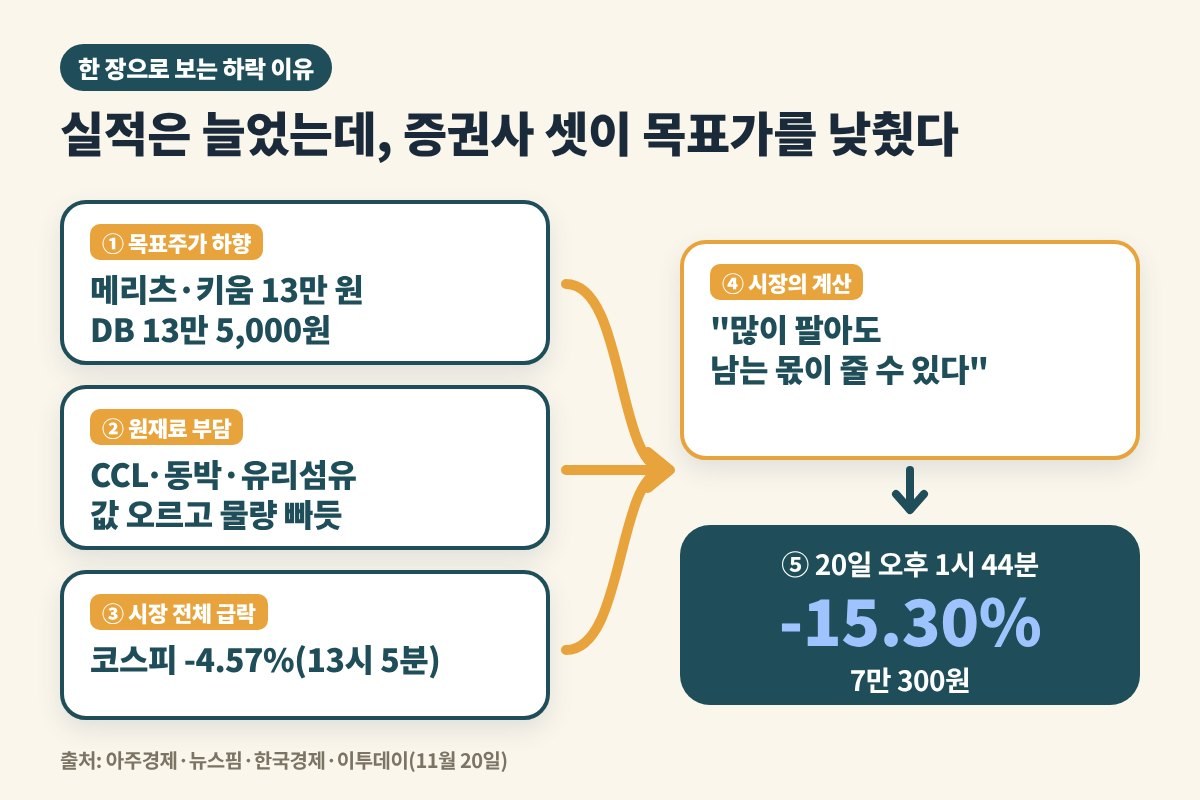 한 장으로 보는 하락 이유
실적은 늘었는데, 증권사 셋이 목표가를 낮췄다
① 목표주가 하향
메리츠·키움 13만 원
DB 13만 5,000원
② 원재료 부담
CCL·동박·유리섬유
값 오르고 물량 빠듯
③ 시장 전체 급락
코스피 -4.57%(13시 5분)
④ 시장의 계산
"많이 팔아도
남는 몫이 줄 수 있다"
⑤ 20일 오후 1시 44분
-15.30%
7만 300원
출처: 아주경제·뉴스핌·한국경제·이투데이(11월 20일)